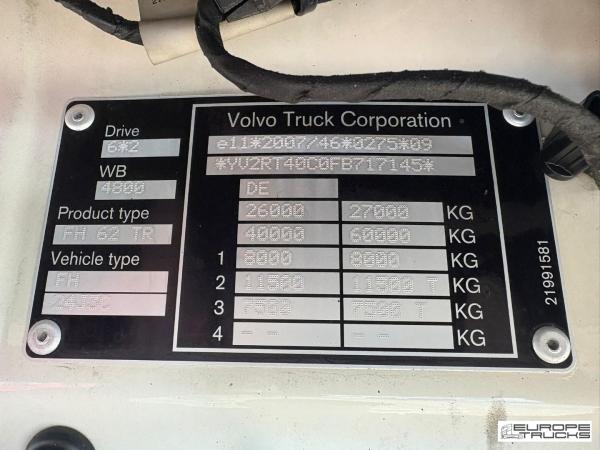 Volvo Truck Corporation
e11*2007/46*0275*09
*YV2RT40C0FB717145*
DE
26000 27000 KG
40000 60000 KG
1 8000 8000 KG
2 11500 11500 T KG
3 7500 7500 T KG
4 -- -- KG
Drive
6*2
WB
4800
Product type
FH 62 TR
Vehicle type
FH
21991581
EUROPE
TRUCKS